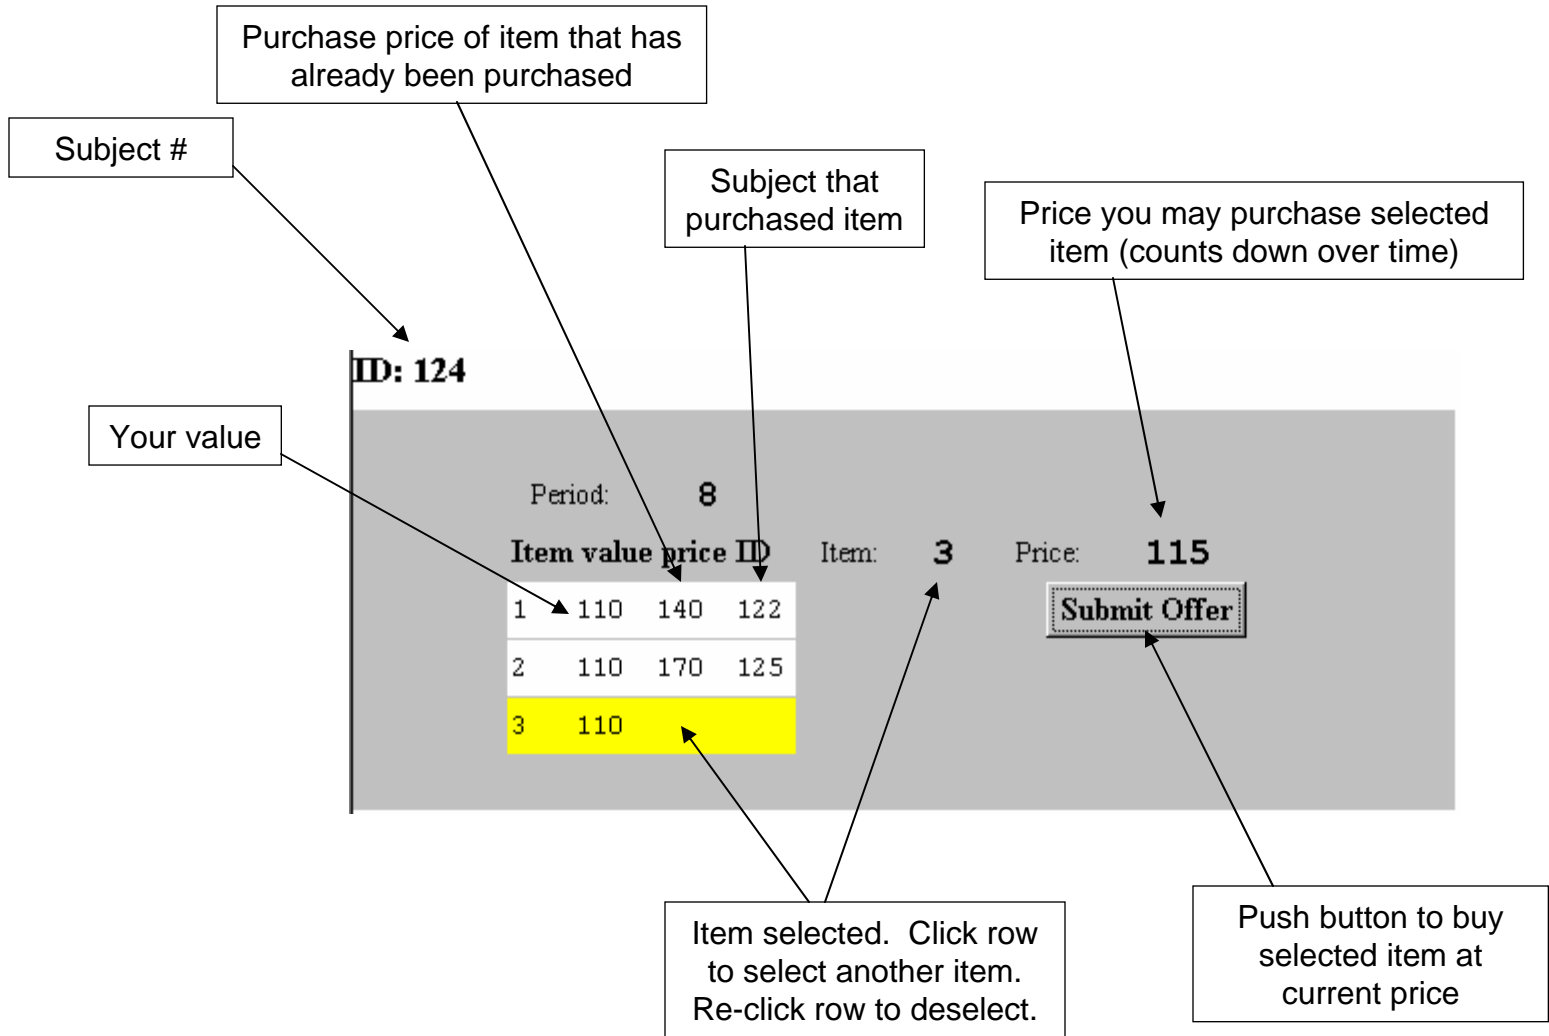 Purchase price of item that has
already been purchased
Subject #
Subject that
purchased item
Price you may purchase selected
item (counts down over time)
ID: 124
Your value
Period: 8
Item value price ID Item: 3 Price: 115
1 110 140 122 Submit Offer
2 110 170 125
3 110
Item selected. Click row
to select another item.
Re-click row to deselect.
Push button to buy
selected item at
current price